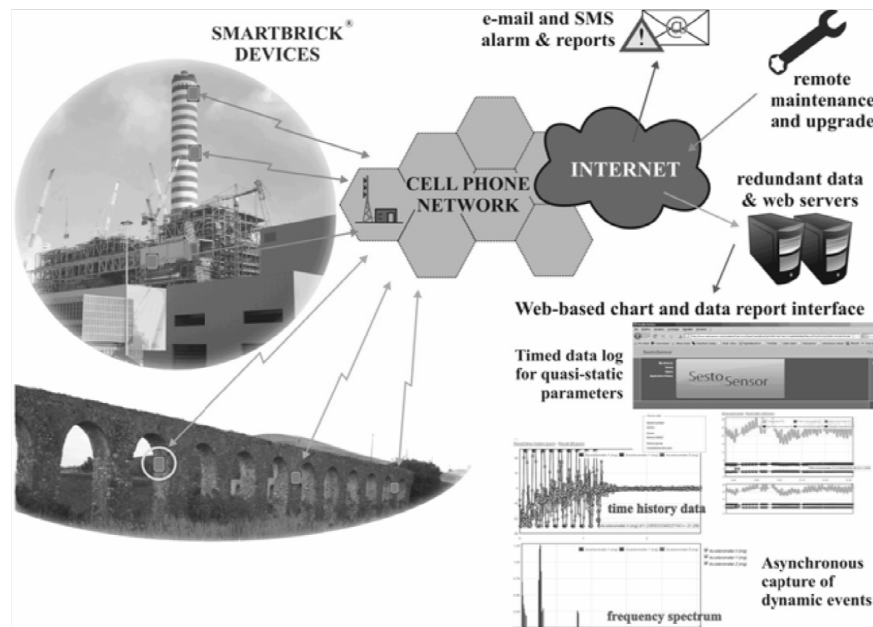 SMARTBRICK®
DEVICES
e-mail and SMS
alarm & reports
remote
maintenance
and upgrade
CELL PHONE
NETWORK
INTERNET
redundant data
& web servers
Web-based chart and data report interface
Timed data log
for quasi-static
parameters
Sesto Sensor
time history data
Asynchronous
capture of
dynamic events
frequency spectrum